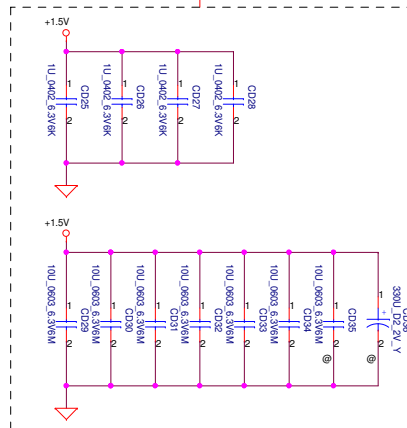 +1.5V
1U_0402_6.3V6K
1
2
CD25
1U_0402_6.3V6K
1
2
CD26
1U_0402_6.3V6K
1
2
CD27
1U_0402_6.3V6K
1
2
CD28
+1.5V
10U_0603_6.3V6M
1
2
CD29
10U_0603_6.3V6M
1
2
CD30
10U_0603_6.3V6M
1
2
CD31
10U_0603_6.3V6M
1
2
CD32
10U_0603_6.3V6M
1
2
CD33
10U_0603_6.3V6M
1
2
CD34
10U_0603_6.3V6M
1
2
CD35
@
330U_D2_2V_Y
1
+
2
@